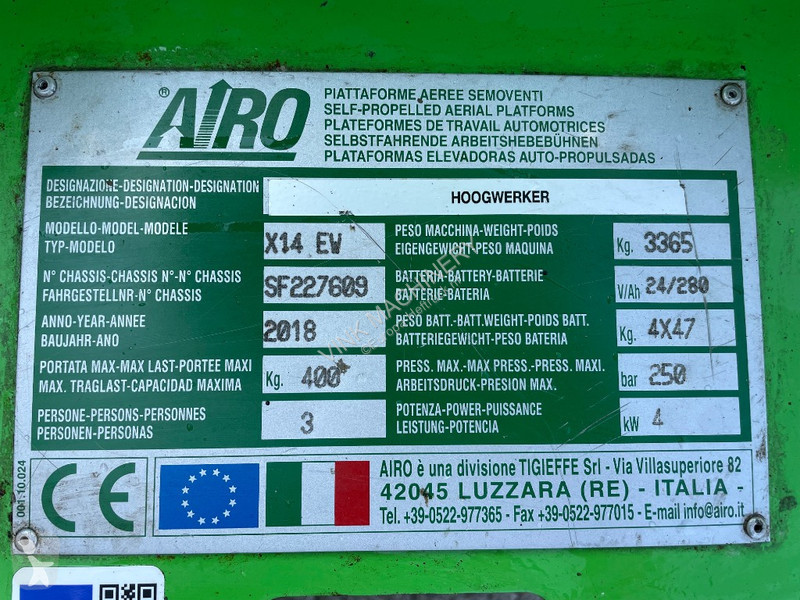 ® AIRO
PIATTAFORME AEREE SEMOVENTI
SELF-PROPELLED AERIAL PLATFORMS
PLATEFORMES DE TRAVAIL AUTOMOTRICES
SELBSTFAHRENDE ARBEITSHEBEBÜHNEN
PLATAFORMAS ELEVADORAS AUTO-PROPULSADAS
DESIGNAZIONE-DESIGNATION-DESIGNATION
BEZEICHNUNG-DESIGNACION
HOOGWERKER
MODELLO-MODEL-MODELE
TYP-MODELO
X14 EW
PESO MACCHINA-WEIGHT-POIDS
EIGENGEWICHT-PESO MAQUINA
Kg. 3365
N° CHASSIS-CHASSIS N°-N° CHASSIS
FAHRGESTELLNR-N° CHASSIS
SF227609
BATTERIA-BATTERY-BATTERIE
BATTERIE-BATERIA
V/Ah 24/280
ANNO-YEAR-ANNEE
BAUJAHR-ANO
2018
PESO BATT.-BATT.WEIGHT-POIDS BATT.
BATTERIEGEWICHT-PESO BATERIA
Kg. 4X47
PORTATA MAX-MAX LAST-PORTEE MAXI
MAX. TRAGLAST-CAPACIDAD MAXIMA
Kg. 400*
PRESS. MAX.-MAX PRESS.-PRESS. MAXI.
ARBEITSDRUCK-PRESION MAX.
bar 250
PERSONE-PERSONS-PERSONNES
PERSONEN-PERSONAS
3
POTENZA-POWER-PUISSANCE
LEISTUNG-POTENCIA
kW 4
001.10.024
CE
AIRO è una divisione TIGIEFFE Srl - Via Villasuperiore 82
42045 LUZZARA (RE) - ITALIA -
Tel. +39-0522-977365 - Fax +39-0522-977015 - E-mail info@airo.it
VINK MACHINERY